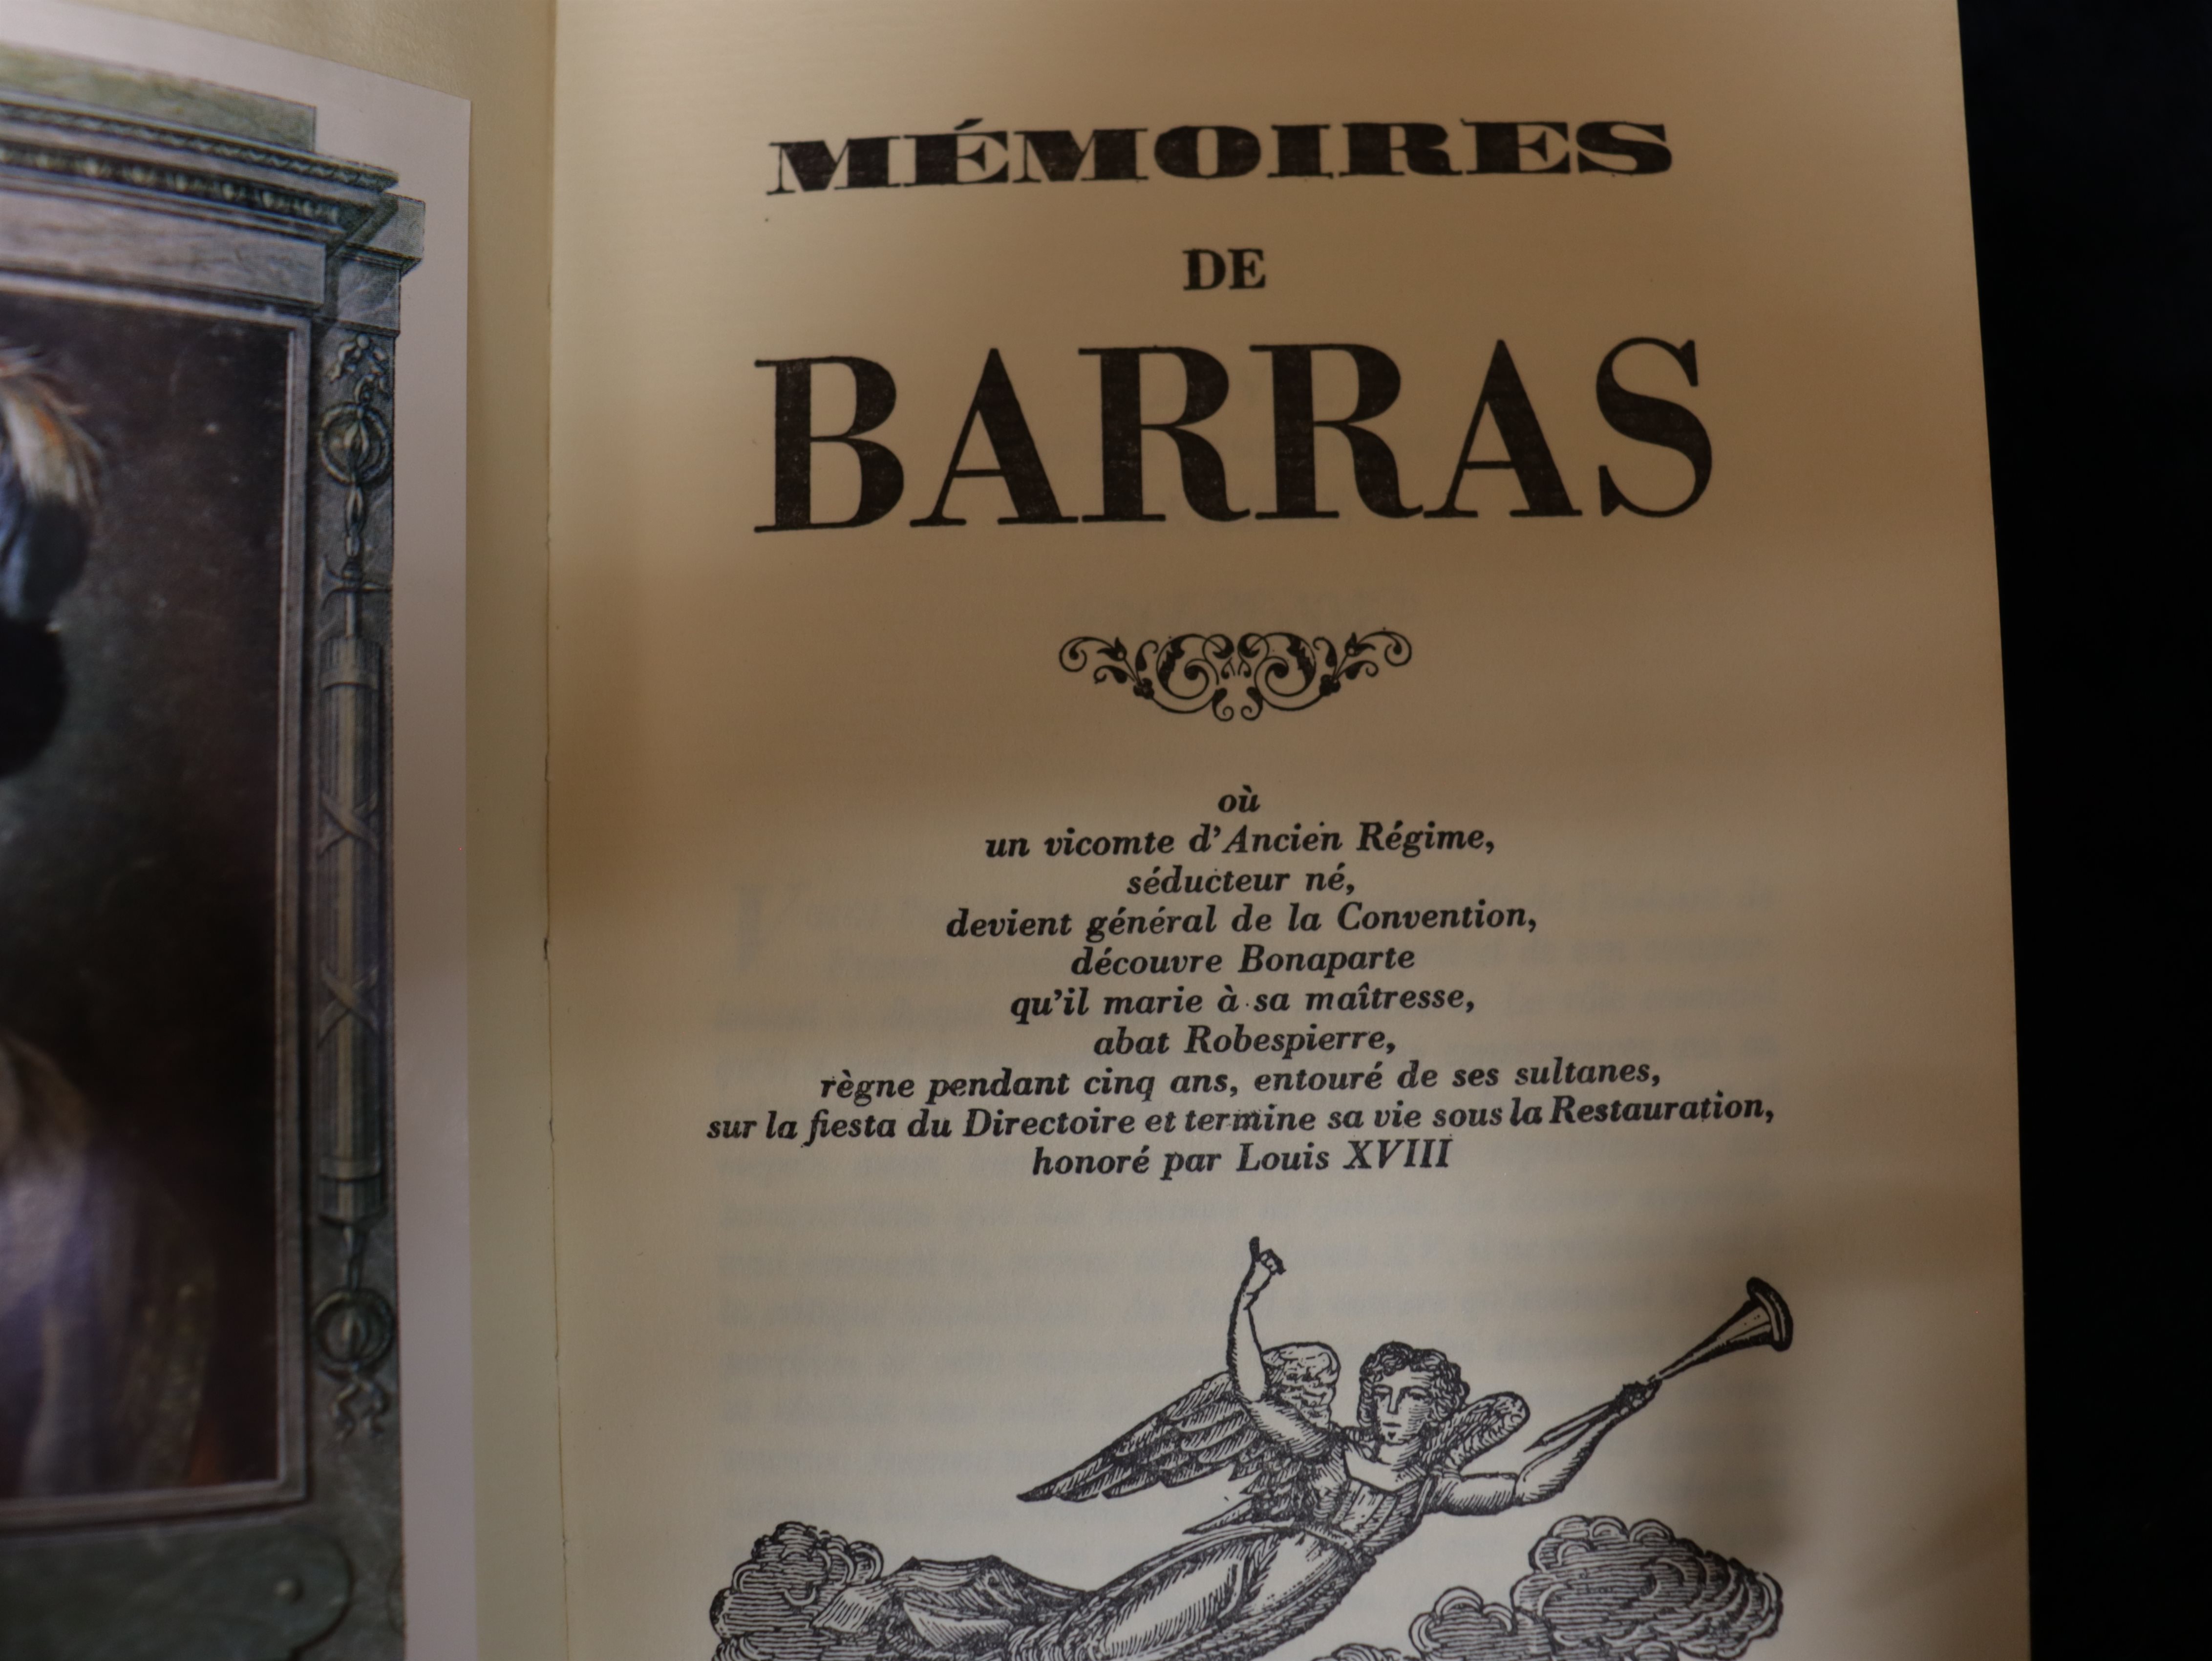 MÉMOIRES
DE
BARRAS
où
un vicomte d'Ancien Régime,
séducteur né,
devient général de la Convention,
découvre Bonaparte
qu'il marie à sa maîtresse,
abat Robespierre,
règne pendant cinq ans, entouré de ses sultanes,
sur la fiesta du Directoire et termine sa vie sous la Restauration,
honoré par Louis XVIII